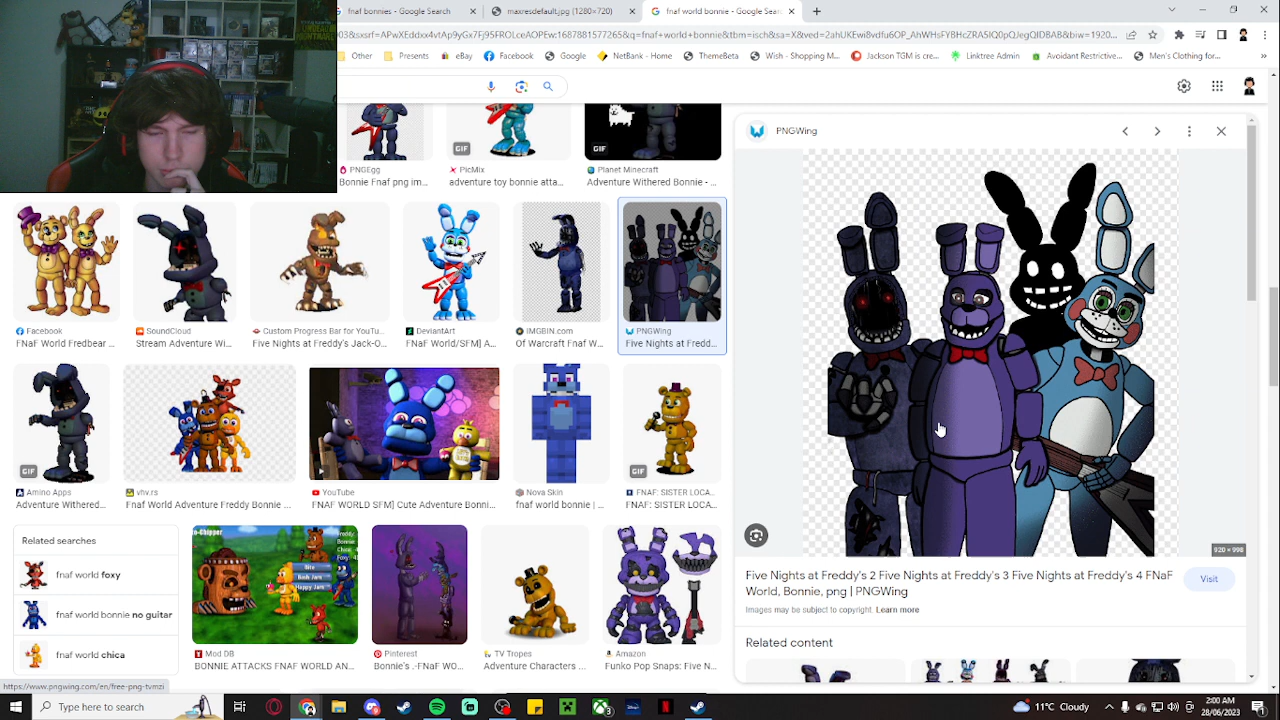 fnaf bonnies - Google Search
maxresdefault.jpg (1280×720)
fnaf world bonnie - Google Search
Other
Presents
eBay
Facebook
Google
NetBank - Home
ThemeBeta
Wish - Shopping M...
Jackson TGM is cre...
Linktree Admin
Avoidant Restrictive...
Men's Clothing for...
PNGWing
GIF
GIF
PNGEgg
Bonnie Fnaf png im...
PicMix
adventure toy bonnie atta...
Planet Minecraft
Adventure Withered Bonnie - ...
Facebook
FNaF World Fredbear ...
SoundCloud
Stream Adventure Wi...
Custom Progress Bar for YouTu...
Five Nights at Freddy's Jack-O...
DeviantArt
FNaF World/SFM] A...
IMGBIN.com
Of Warcraft Fnaf W...
PNGWing
Five Nights at Fredd...
GIF
GIF
Amino Apps
Adventure Withered...
vhv.rs
Fnaf World Adventure Freddy Bonnie ...
YouTube
FNAF WORLD SFM] Cute Adventure Bonni...
Nova Skin
fnaf world bonnie | ...
FNAF: SISTER LOCA...
FNAF: SISTER LOCA...
920 × 998
Five Nights at Freddy's 2 Five Nights at Freddy's 3 Five Nights at Freddy's 4 FNaF
World, Bonnie, png | PNGWing
Visit
Images may be subject to copyright. Learn more
Related content
Related searches
fnaf world foxy
fnaf world bonnie no guitar
fnaf world chica
o-Chipper
Bite
Mod DB
BONNIE ATTACKS FNAF WORLD AN...
Pinterest
Bonnie's .-FNaF WO...
TV Tropes
Adventure Characters ...
Amazon
Funko Pop Snaps: Five N...
https://www.pngwing.com/en/free-png-tvmzi
Type here to search
11°C Cloudy
2:00 AM
28/06/2023